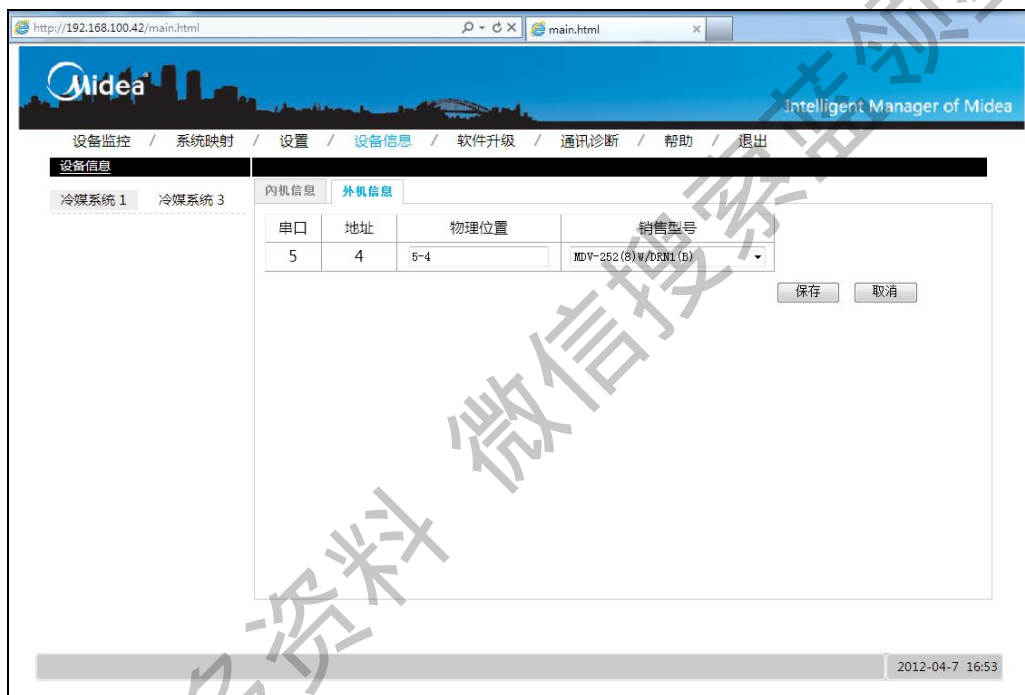 http://192.168.100.42/main.html
main.html
Midea
Intelligent Manager of Midea
设备监控 / 系统映射 / 设置 / 设备信息 / 软件升级 / 通讯诊断 / 帮助 / 退出
设备信息
冷媒系统 1 冷媒系统 3
内机信息 外机信息
串口 地址 物理位置 销售型号
5 4 5-4 MDV-252(8)W/DRN1(B)
保存 取消
多资料 微信搜索蓝领
2012-04-7 16:53